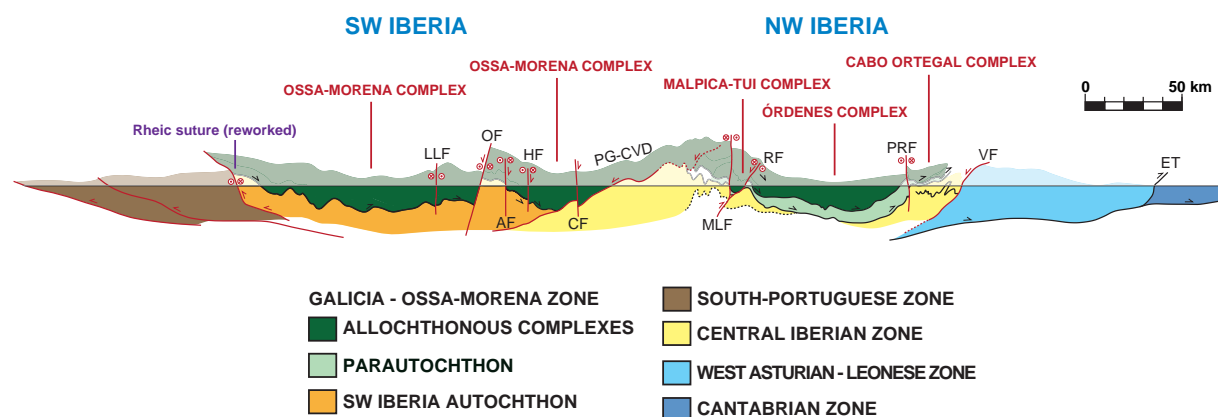 SW IBERIA
NW IBERIA
OSSA-MORENA COMPLEX
OSSA-MORENA COMPLEX
MALPICA-TUI COMPLEX
ÓRDENES COMPLEX
CABO ORTEGAL COMPLEX
0 50 km
Rheic suture (reworked)
LLF
OF
HF
PG-CVD
RF
PRF
VF
ET
AF
CF
MLF
GALICIA - OSSA-MORENA ZONE
ALLOCHTHONOUS COMPLEXES
PARAUTOCHTHON
SW IBERIA AUTOCHTHON
SOUTH-PORTUGUESE ZONE
CENTRAL IBERIAN ZONE
WEST ASTURIAN - LEONESE ZONE
CANTABRIAN ZONE